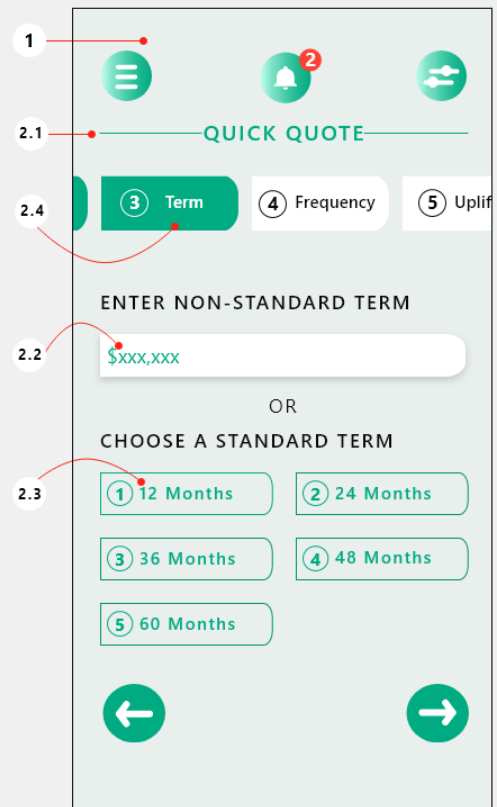 1
2
2.1
QUICK QUOTE
2.4
3 Term
4 Frequency
5 Uplif
ENTER NON-STANDARD TERM
2.2
$xxx,xxx
OR
CHOOSE A STANDARD TERM
2.3
1 12 Months
2 24 Months
3 36 Months
4 48 Months
5 60 Months